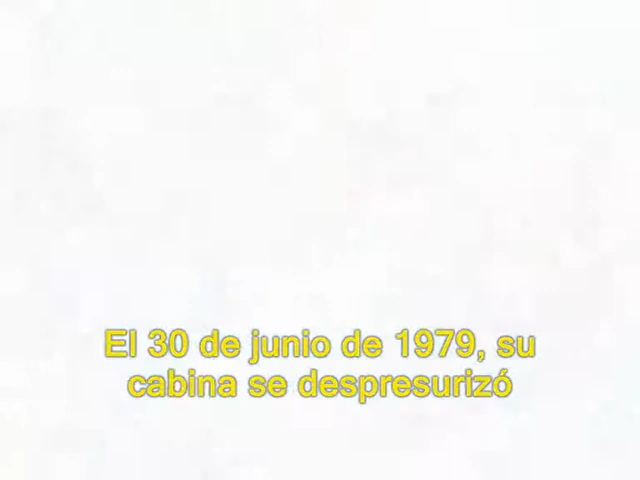 El 30 de junio de 1979, su
cabina se despresurizó